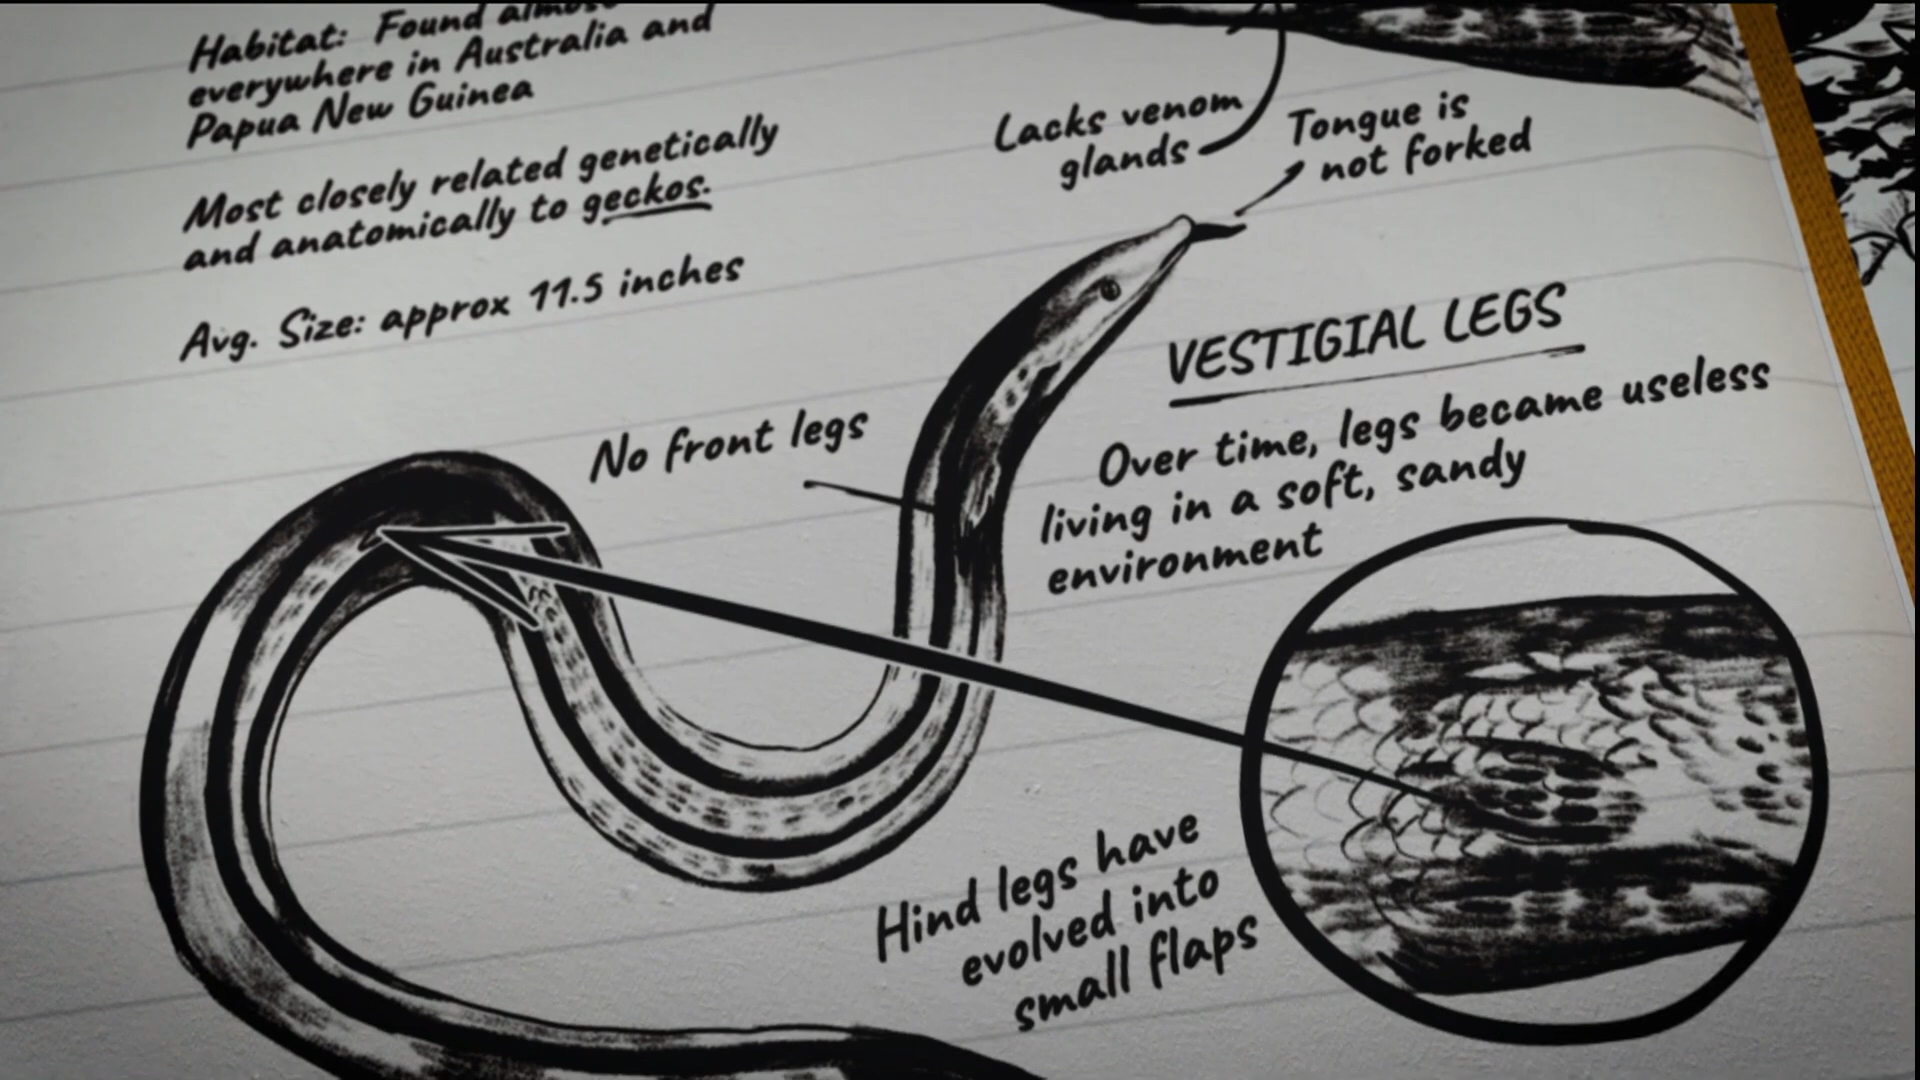 Habitat: Found almost
everywhere in Australia and
Papua New Guinea
Most closely related genetically
and anatomically to geckos.
Avg. Size: approx 11.5 inches
Lacks venom
glands
Tongue is
not forked
No front legs
VESTIGIAL LEGS
Over time, legs became useless
living in a soft, sandy
environment
Hind legs have
evolved into
small flaps